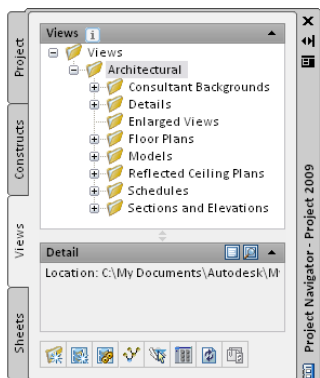 Project
Constructs
Views
Sheets
Views
Views
Architectural
Consultant Backgrounds
Details
Enlarged Views
Floor Plans
Models
Reflected Ceiling Plans
Schedules
Sections and Elevations
Detail
Location: C:\My Documents\Autodesk\M
Project Navigator - Project 2009